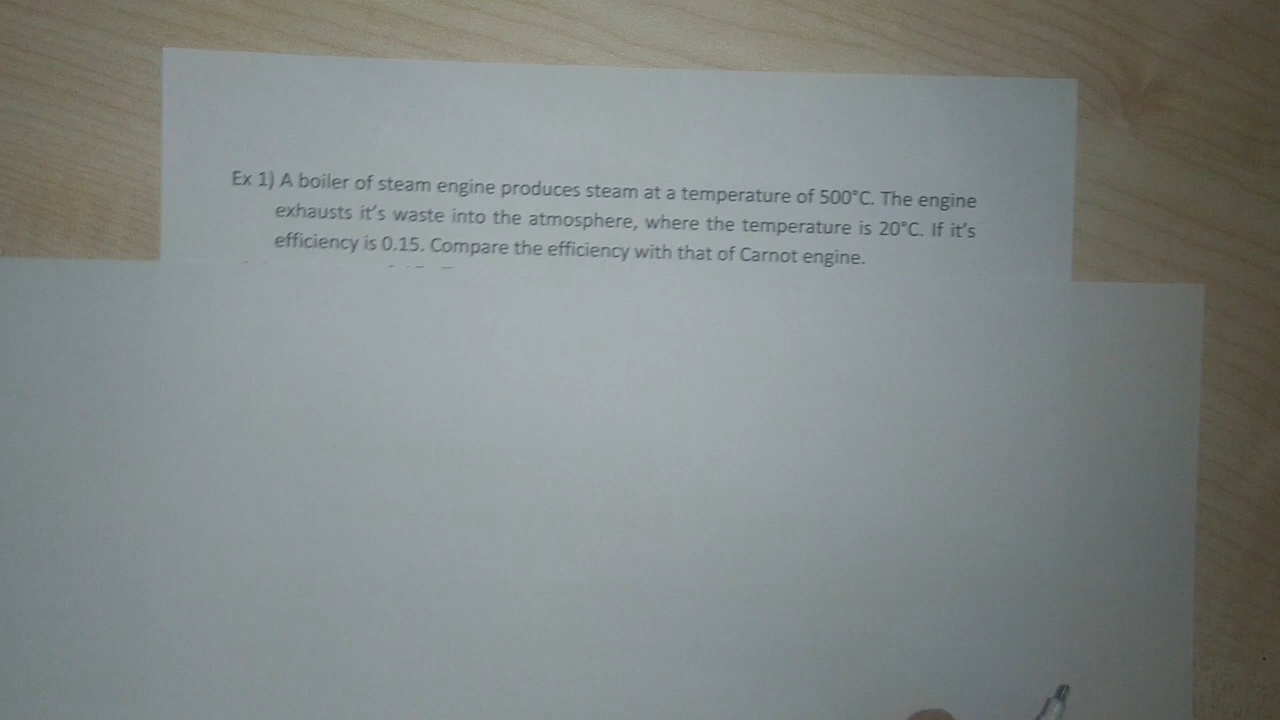 Ex 1) A boiler of steam engine produces steam at a temperature of 500°C. The engine
exhausts it's waste into the atmosphere, where the temperature is 20°C. If it's
efficiency is 0.15. Compare the efficiency with that of Carnot engine.